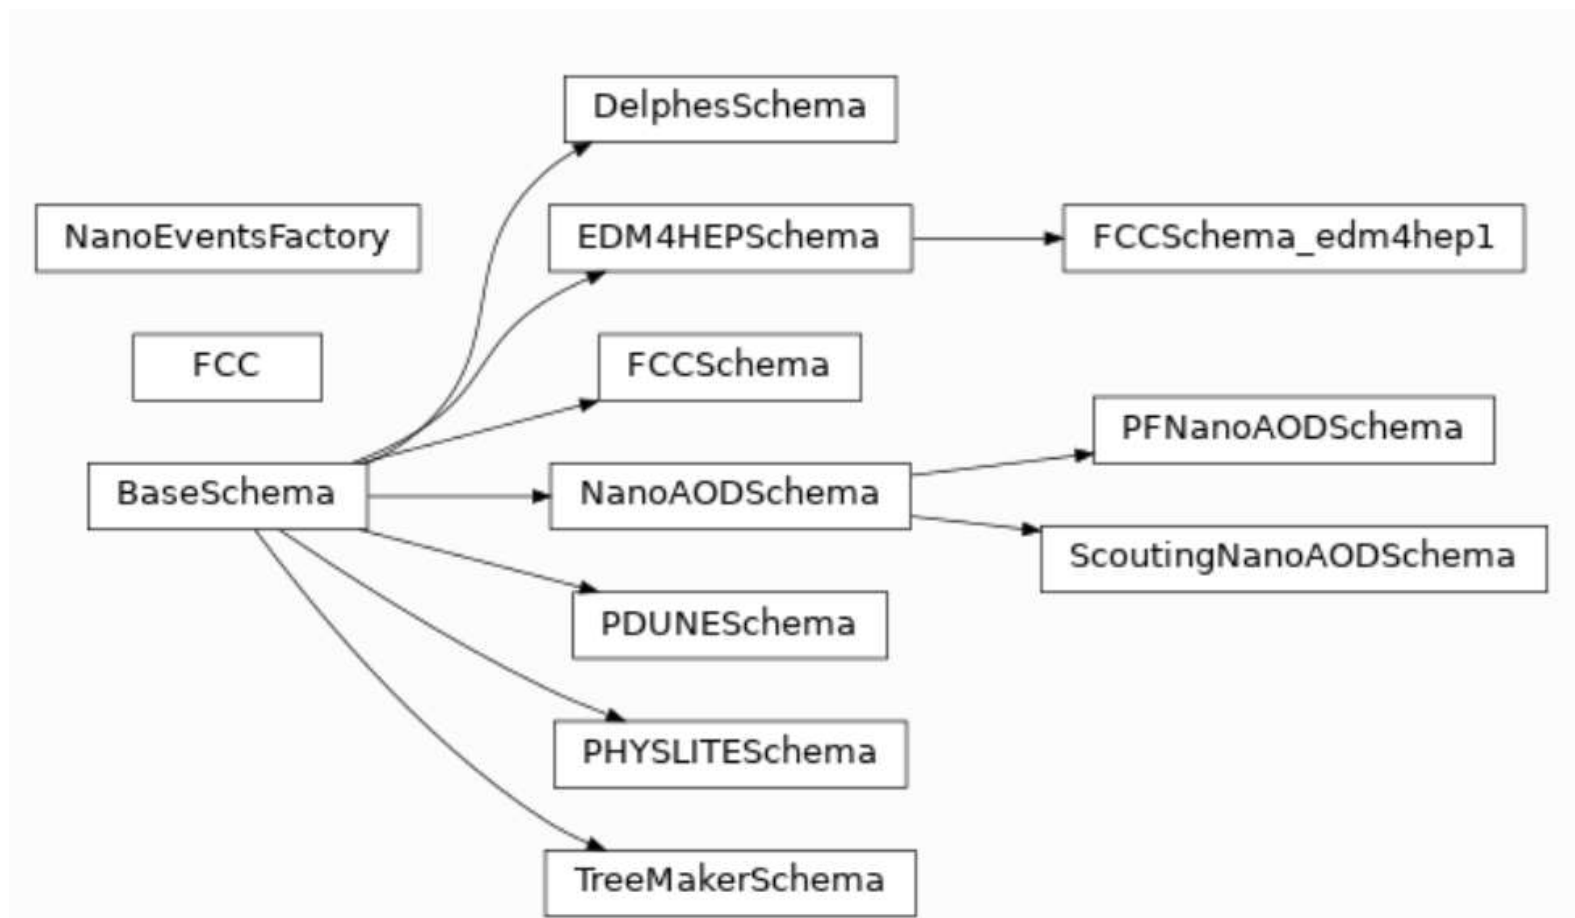 DelphesSchema
NanoEventsFactory
EDM4HEPSchema
FCCSchema_edm4hep1
FCC
FCCSchema
PFNanoAODSchema
BaseSchema
NanoAODSchema
ScoutingNanoAODSchema
PDUNESchema
PHYSLITESchema
TreeMakerSchema